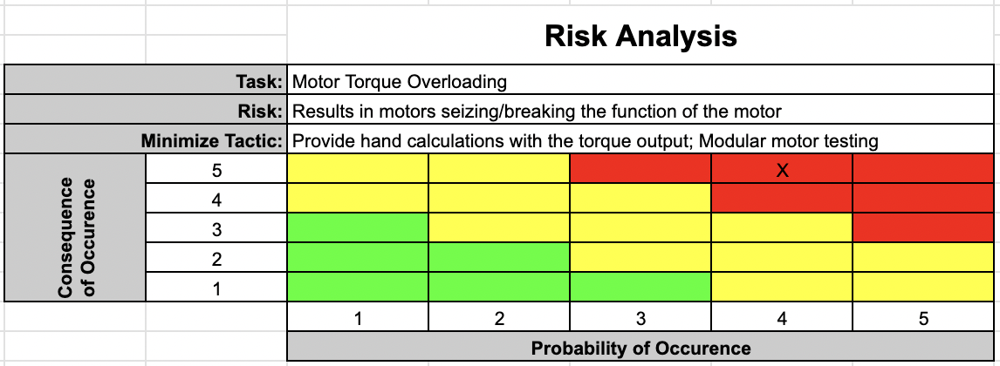 Risk Analysis
Task: Motor Torque Overloading
Risk: Results in motors seizing/breaking the function of the motor
Minimize Tactic: Provide hand calculations with the torque output; Modular motor testing
Consequence
of Occurence
5 X
4
3
2
1
1 2 3 4 5
Probability of Occurence